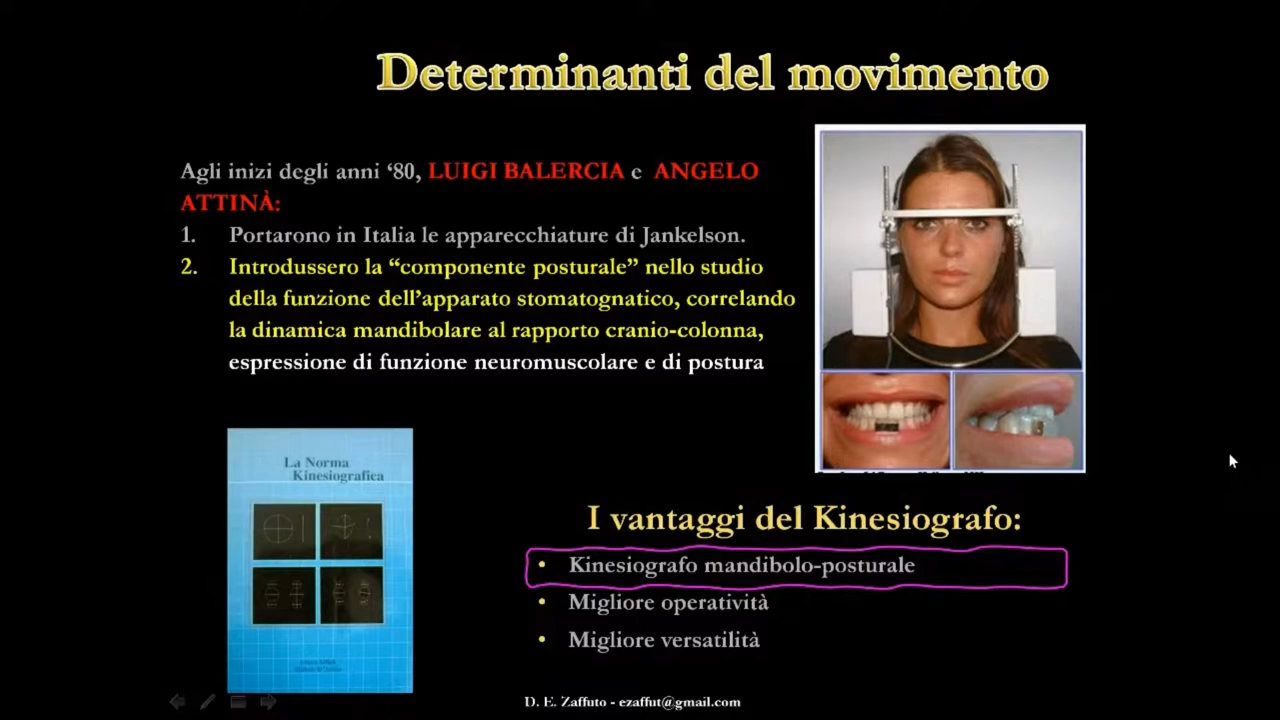 Determinanti del movimento
Agli inizi degli anni ‘80, LUIGI BALERCIA e ANGELO
ATTINÀ:
1. Portarono in Italia le apparecchiature di Jankelson.
2. Introdussero la “componente posturale” nello studio
della funzione dell’apparato stomatognatico, correlando
la dinamica mandibolare al rapporto cranio-colonna,
espressione di funzione neuromuscolare e di postura
La Norma
Kinesiografica
I vantaggi del Kinesiografo:
• Kinesiografo mandibolo-posturale
• Migliore operatività
• Migliore versatilità
D. E. Zaffuto - ezaffut@gmail.com